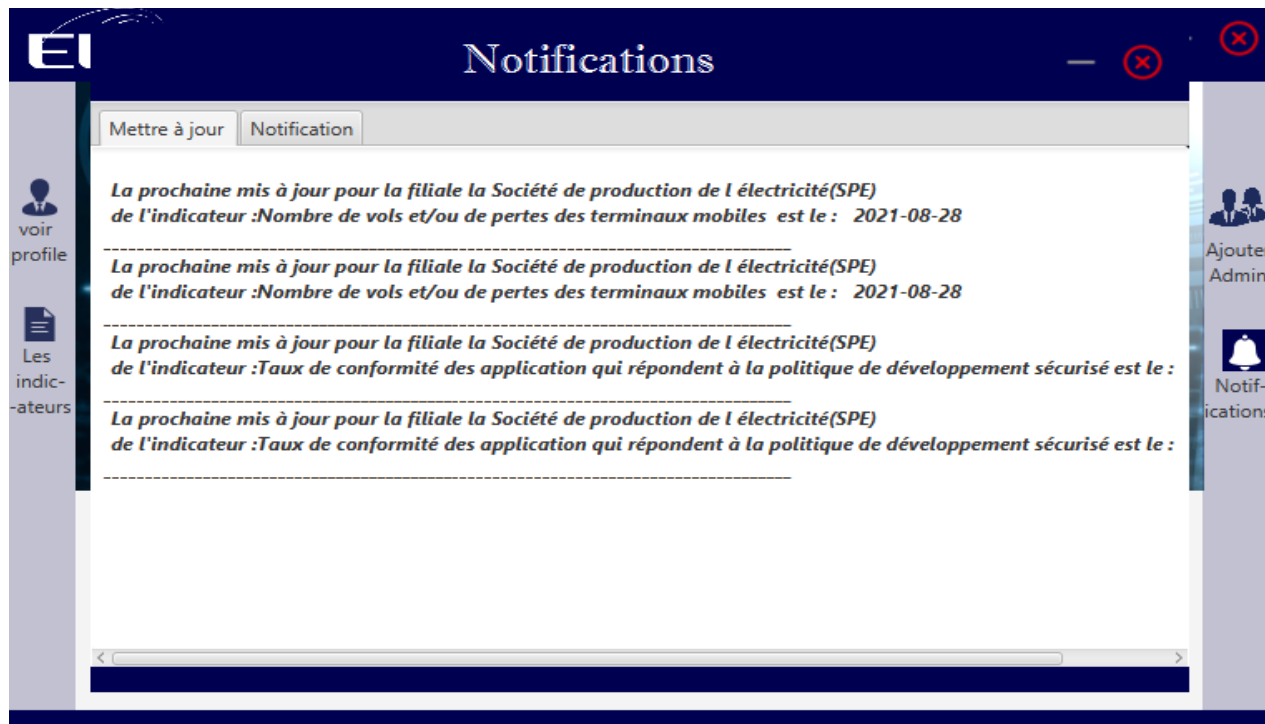 Notifications
Mettre à jour
Notification
La prochaine mis à jour pour la filiale la Société de production de l électricité(SPE)
de l'indicateur :Nombre de vols et/ou de pertes des terminaux mobiles est le : 2021-08-28
La prochaine mis à jour pour la filiale la Société de production de l électricité(SPE)
de l'indicateur :Nombre de vols et/ou de pertes des terminaux mobiles est le : 2021-08-28
La prochaine mis à jour pour la filiale la Société de production de l électricité(SPE)
de l'indicateur :Taux de conformité des application qui répondent à la politique de développement sécurisé est le :
La prochaine mis à jour pour la filiale la Société de production de l électricité(SPE)
de l'indicateur :Taux de conformité des application qui répondent à la politique de développement sécurisé est le :
voir
profile
Les
indic-
-ateurs
Ajouter
Admin
Notif-
ications